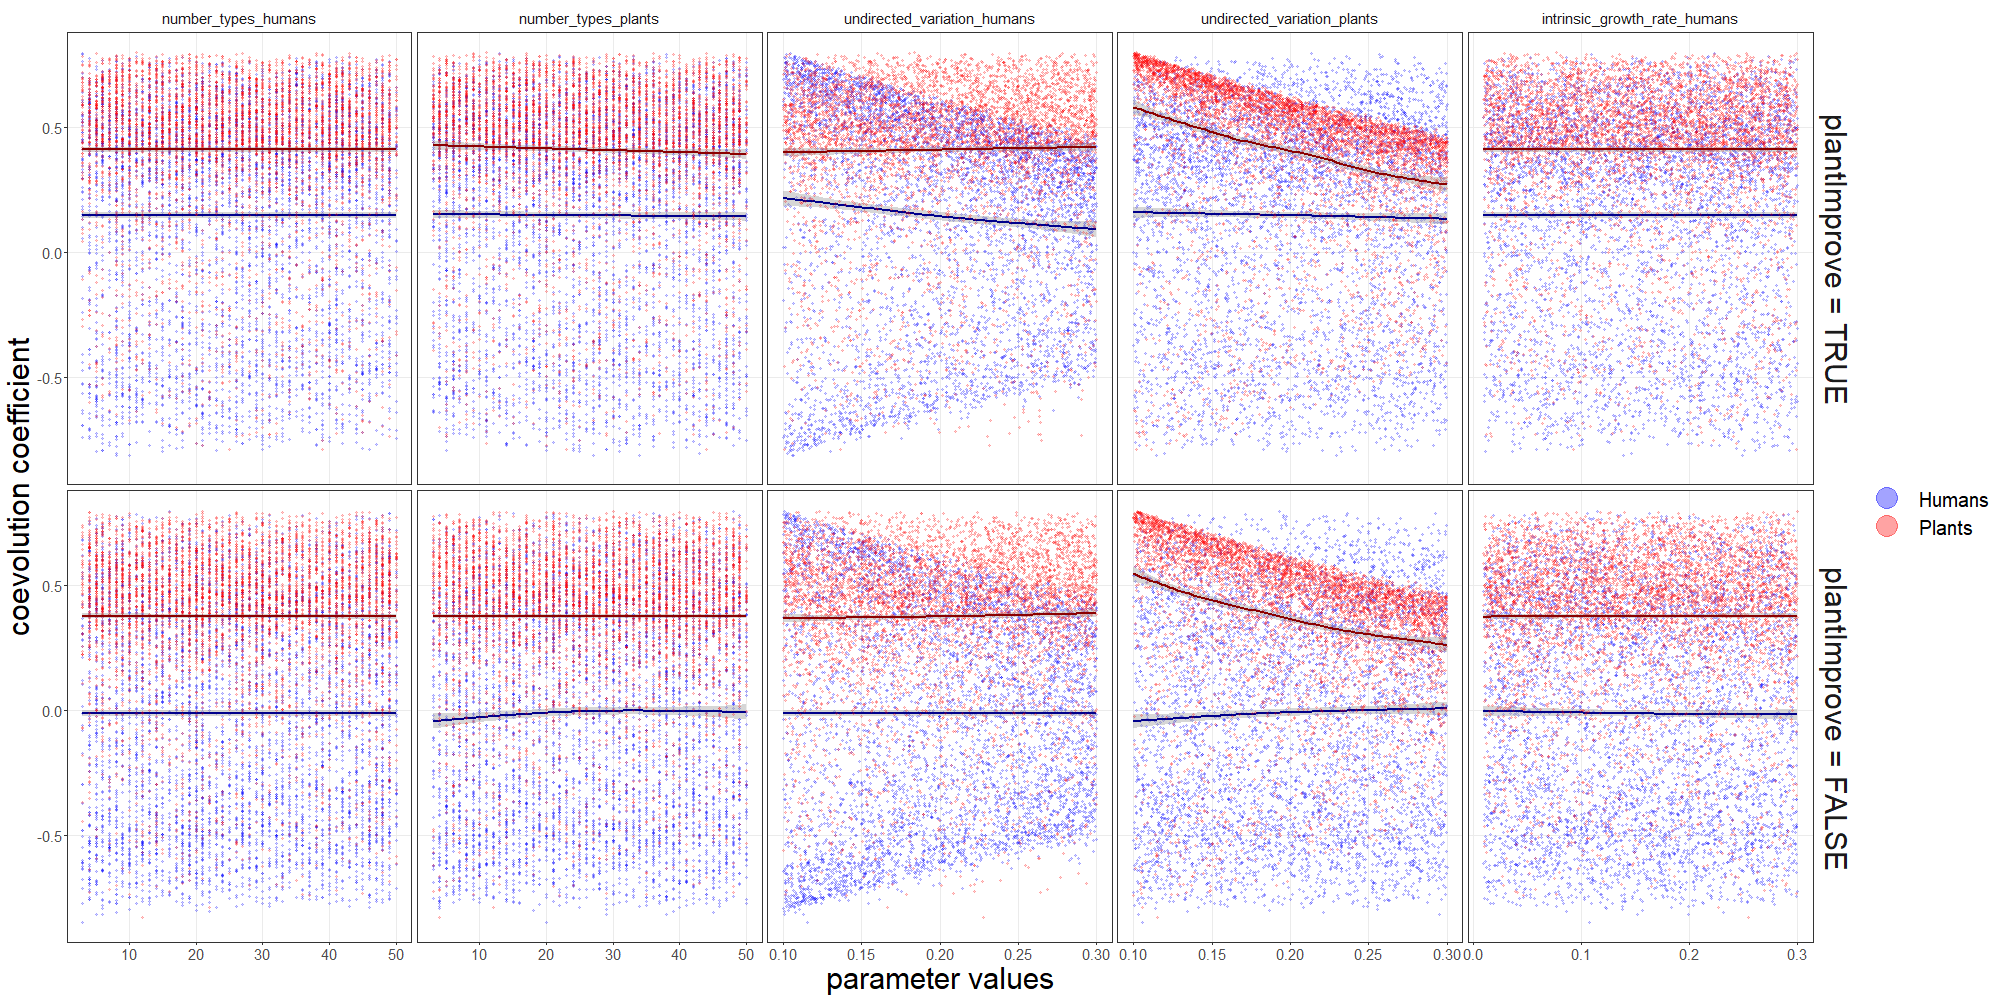 number_types_humans number_types_plants undirected_variation_humans undirected_variation_plants intrinsic_growth_rate_humans
coevolution coefficient
0.5
0.0
-0.5
plantImprove = TRUE
0.5
0.0
-0.5
plantImprove = FALSE
Humans
Plants
10 20 30 40 50 10 20 30 40 50 0.10 0.15 0.20 0.25 0.30 0.10 0.15 0.20 0.25 0.30 0.0 0.1 0.2 0.3
parameter values